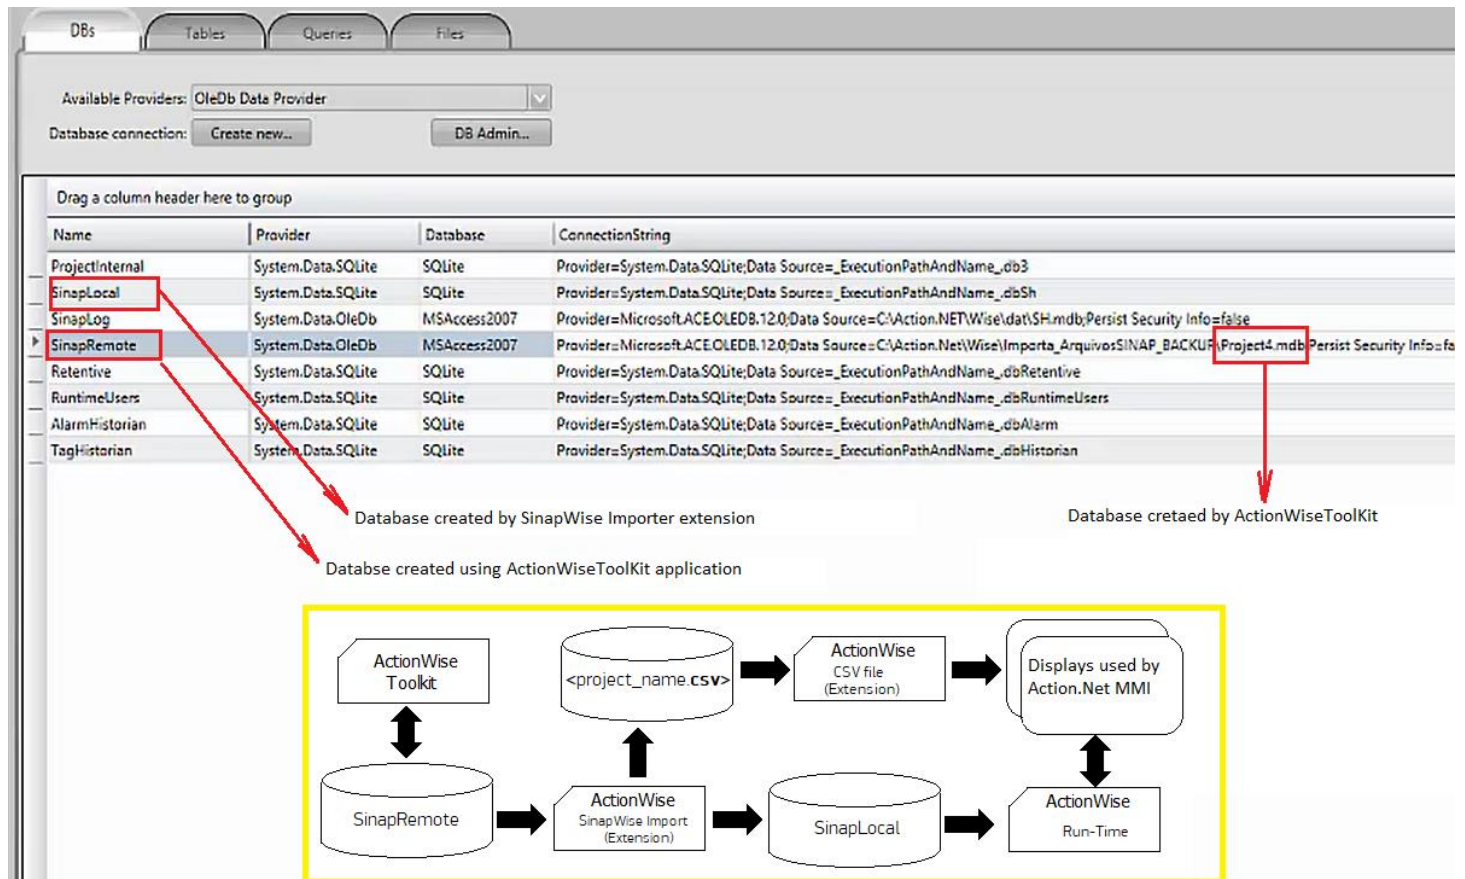 DBs Tables Queries Files
Available Providers: OleDb Data Provider
Database connection: Create new... DB Admin...
Drag a column header here to group
Name Provider Database ConnectionString
ProjectInternal System.Data.SQLite SQLite Provider=System.Data.SQLite;Data Source=_ExecutionPathAndName_.db3
SinapLocal System.Data.SQLite SQLite Provider=System.Data.SQLite;Data Source=_ExecutionPathAndName_.dbSh
SinapLog System.Data.OleDb MSAccess2007 Provider=Microsoft.ACE.OLEDB.12.0;Data Source=C:\Action.NET\Wise\dat\SH.mdb;Persist Security Info=false
SinapRemote System.Data.OleDb MSAccess2007 Provider=Microsoft.ACE.OLEDB.12.0;Data Source=C:\Action.Net\Wise\Importa_ArquivosSINAP_BACKUP\Project4.mdb;Persist Security Info=fa
Retentive System.Data.SQLite SQLite Provider=System.Data.SQLite;Data Source=_ExecutionPathAndName_.dbRetentive
RuntimeUsers System.Data.SQLite SQLite Provider=System.Data.SQLite;Data Source=_ExecutionPathAndName_.dbRuntimeUsers
AlarmHistorian System.Data.SQLite SQLite Provider=System.Data.SQLite;Data Source=_ExecutionPathAndName_.dbAlarm
TagHistorian System.Data.SQLite SQLite Provider=System.Data.SQLite;Data Source=_ExecutionPathAndName_.dbHistorian
Database created by SinapWise Importer extension
Database cretaed by ActionWiseToolKit
Databse created using ActionWiseToolKit application
ActionWise
Toolkit
<project_name.csv>
ActionWise
CSV file
(Extension)
Displays used by
Action.Net MMI
SinapRemote
ActionWise
SinapWise Import
(Extension)
SinapLocal
ActionWise
Run-Time